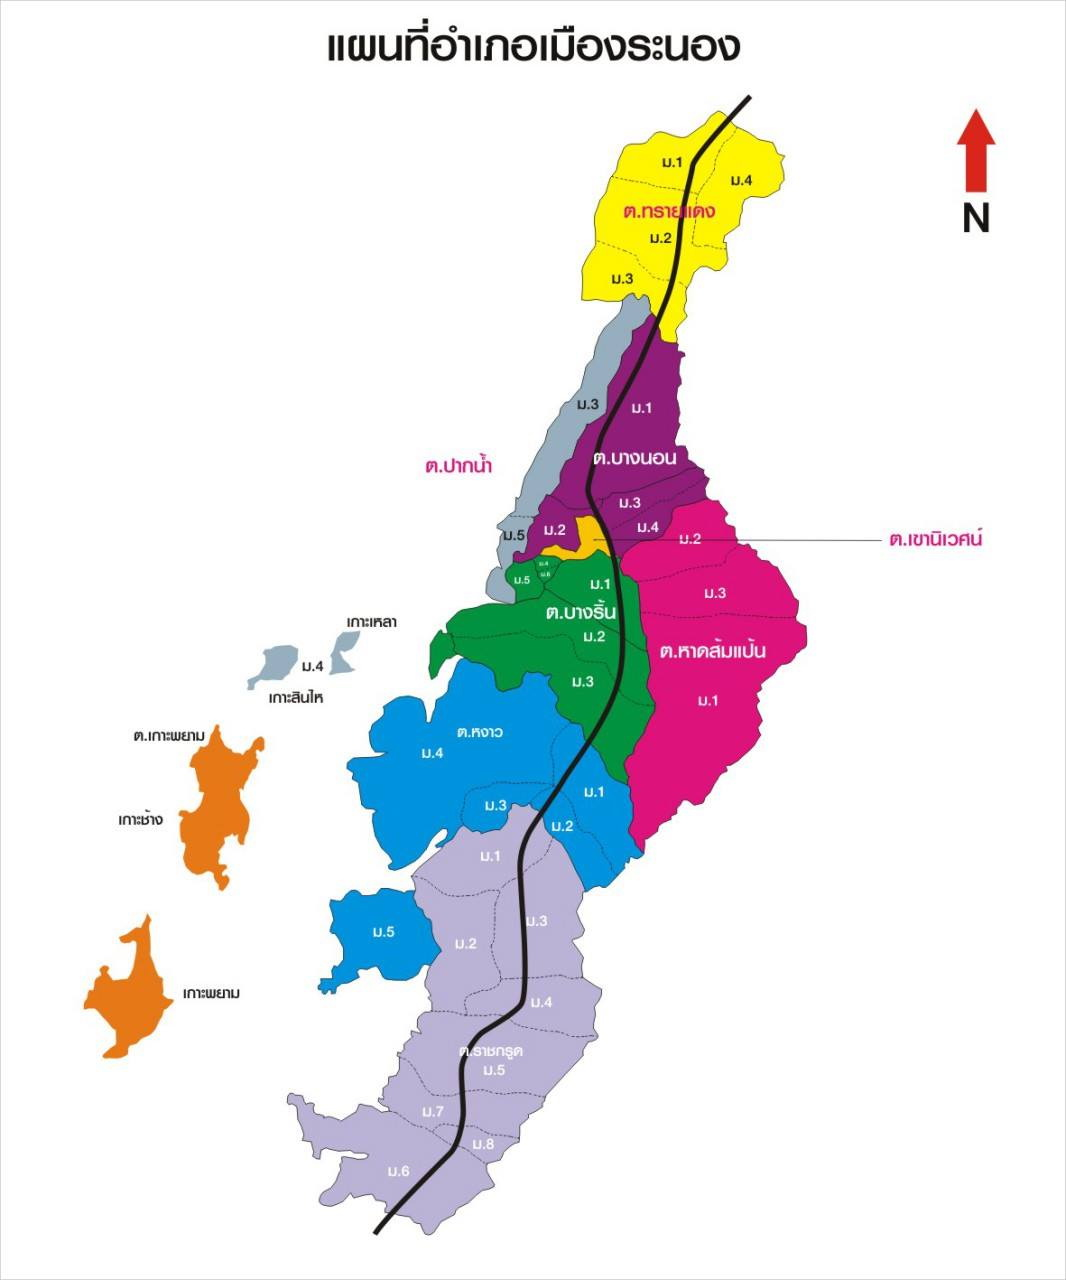 แผนที่อำเภอเมืองระนอง
N
ม.1
ม.4
ต.ทรายแดง
ม.2
ม.3
ม.3
ม.1
ต.บางนอน
ต.ปากน้ำ
ม.3
ม.5
ม.2
ม.4
ม.2
ต.เขานิเวศน์
ม.4
ม.6
ม.5
ม.1
ม.3
ต.บางริ้น
ม.2
เกาะเหลา
ม.4
เกาะสินไห
ต.หาดส้มแป้น
ม.3
ม.1
ต.เกาะพยาม
ต.หงาว
ม.4
เกาะช้าง
ม.3
ม.1
ม.2
ม.1
ม.5
ม.2
ม.3
เกาะพยาม
ม.4
ต.ราชกรูด
ม.5
ม.7
ม.8
ม.6